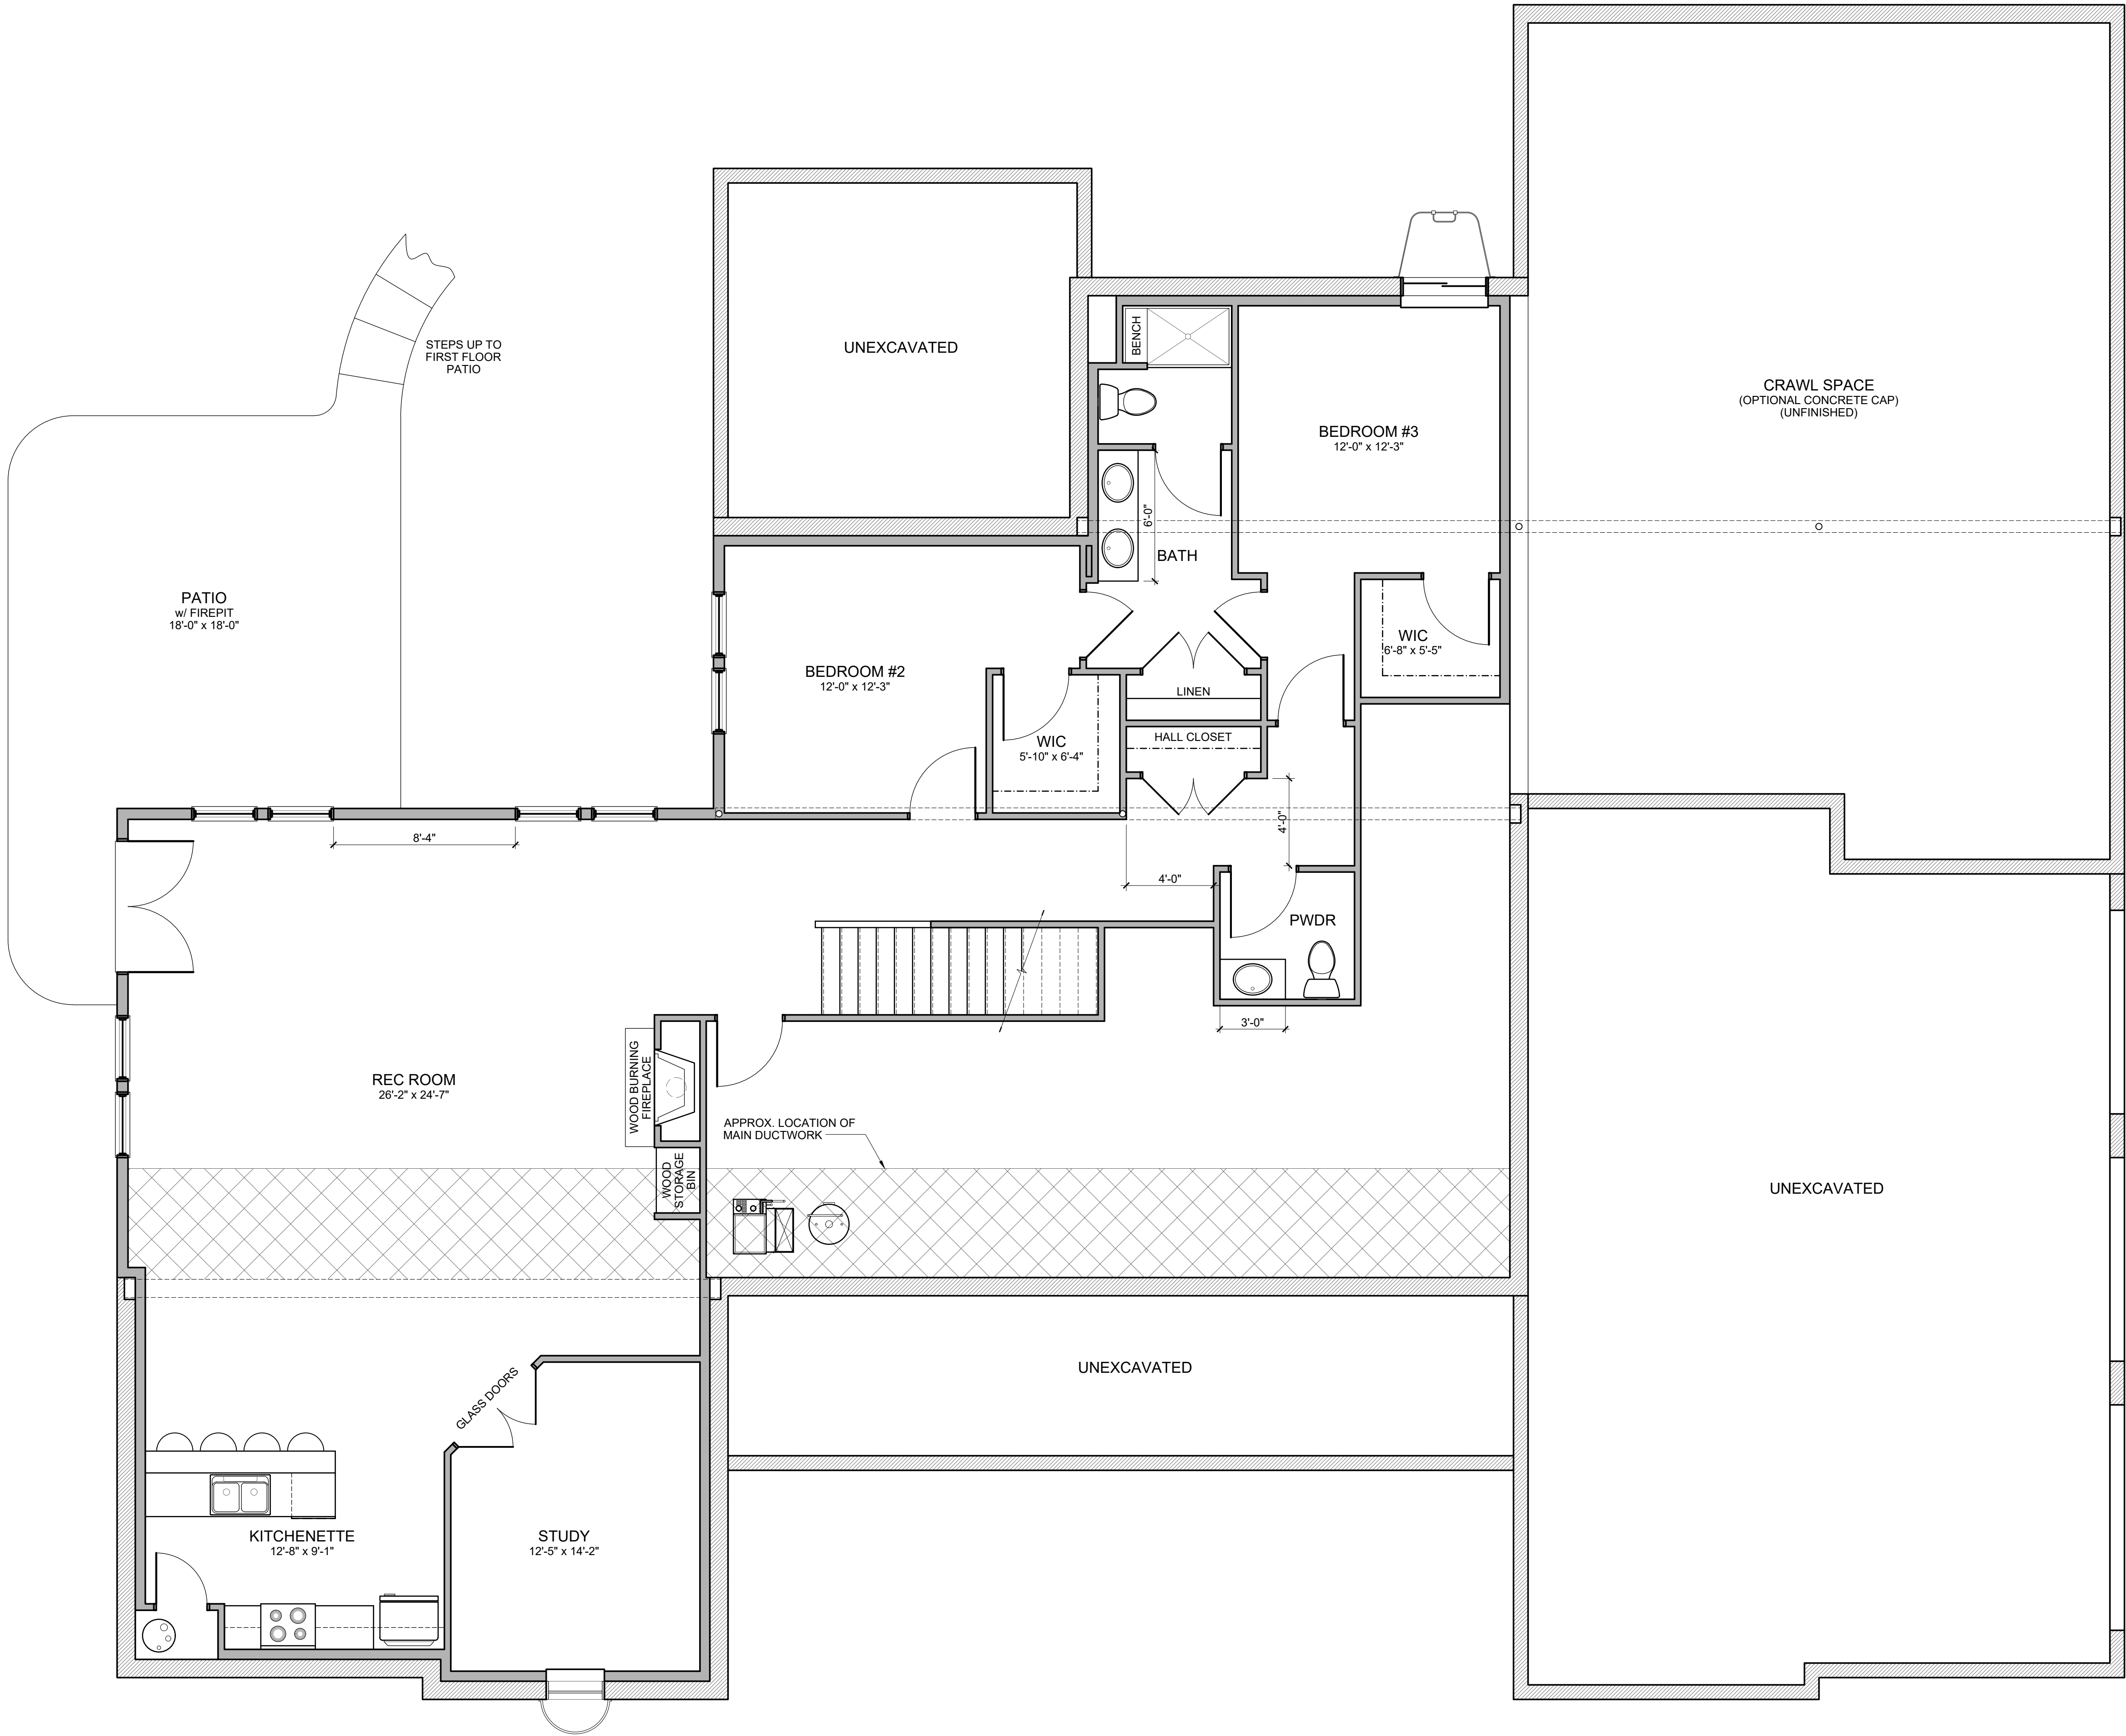 UNEXCAVATED
STEPS UP TO
FIRST FLOOR
PATIO
BENCH
CRAWL SPACE
(OPTIONAL CONCRETE CAP)
(UNFINISHED)
BEDROOM #3
12'-0" x 12'-3"
6'-0"
BATH
PATIO
w/ FIREPIT
18'-0" x 18'-0"
WIC
6'-8" x 5'-5"
BEDROOM #2
12'-0" x 12'-3"
LINEN
WIC
5'-10" x 6'-4"
HALL CLOSET
8'-4"
4'-0"
4'-0"
PWDR
3'-0"
REC ROOM
26'-2" x 24'-7"
WOOD BURNING
FIREPLACE
APPROX. LOCATION OF
MAIN DUCTWORK
WOOD
STORAGE
BIN
UNEXCAVATED
UNEXCAVATED
GLASS DOORS
KITCHENETTE
12'-8" x 9'-1"
STUDY
12'-5" x 14'-2"